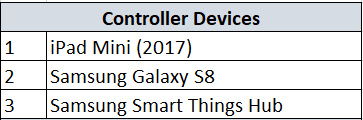 Controller Devices
1 iPad Mini (2017)
2 Samsung Galaxy S8
3 Samsung Smart Things Hub